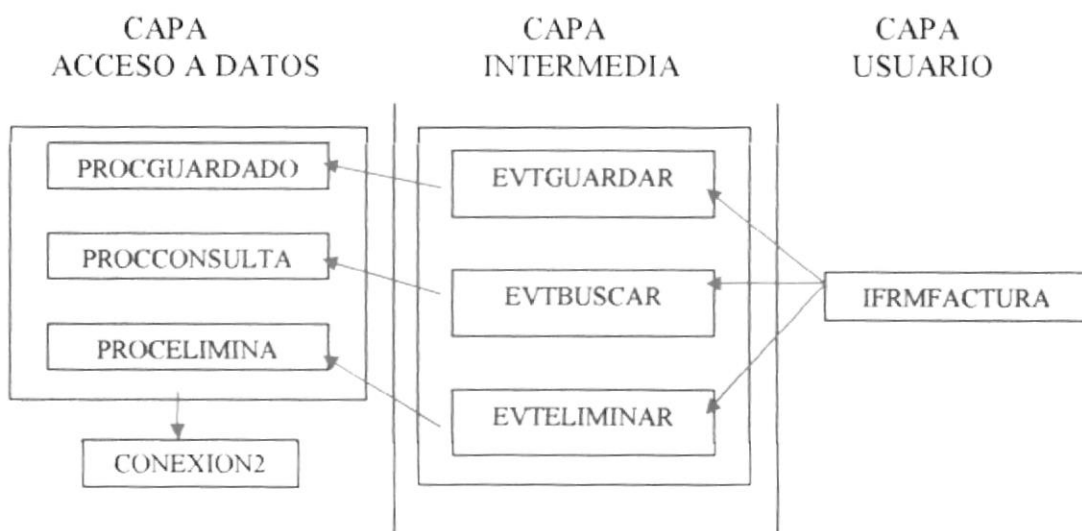 CAPA
ACCESO A DATOS
CAPA
INTERMEDIA
CAPA
USUARIO
PROCGUARDADO
PROCCONSULTA
PROCELIMINA
CONEXION2
EVTGUARDAR
EVTBUSCAR
EVTELIMINAR
IFRMFACTURA